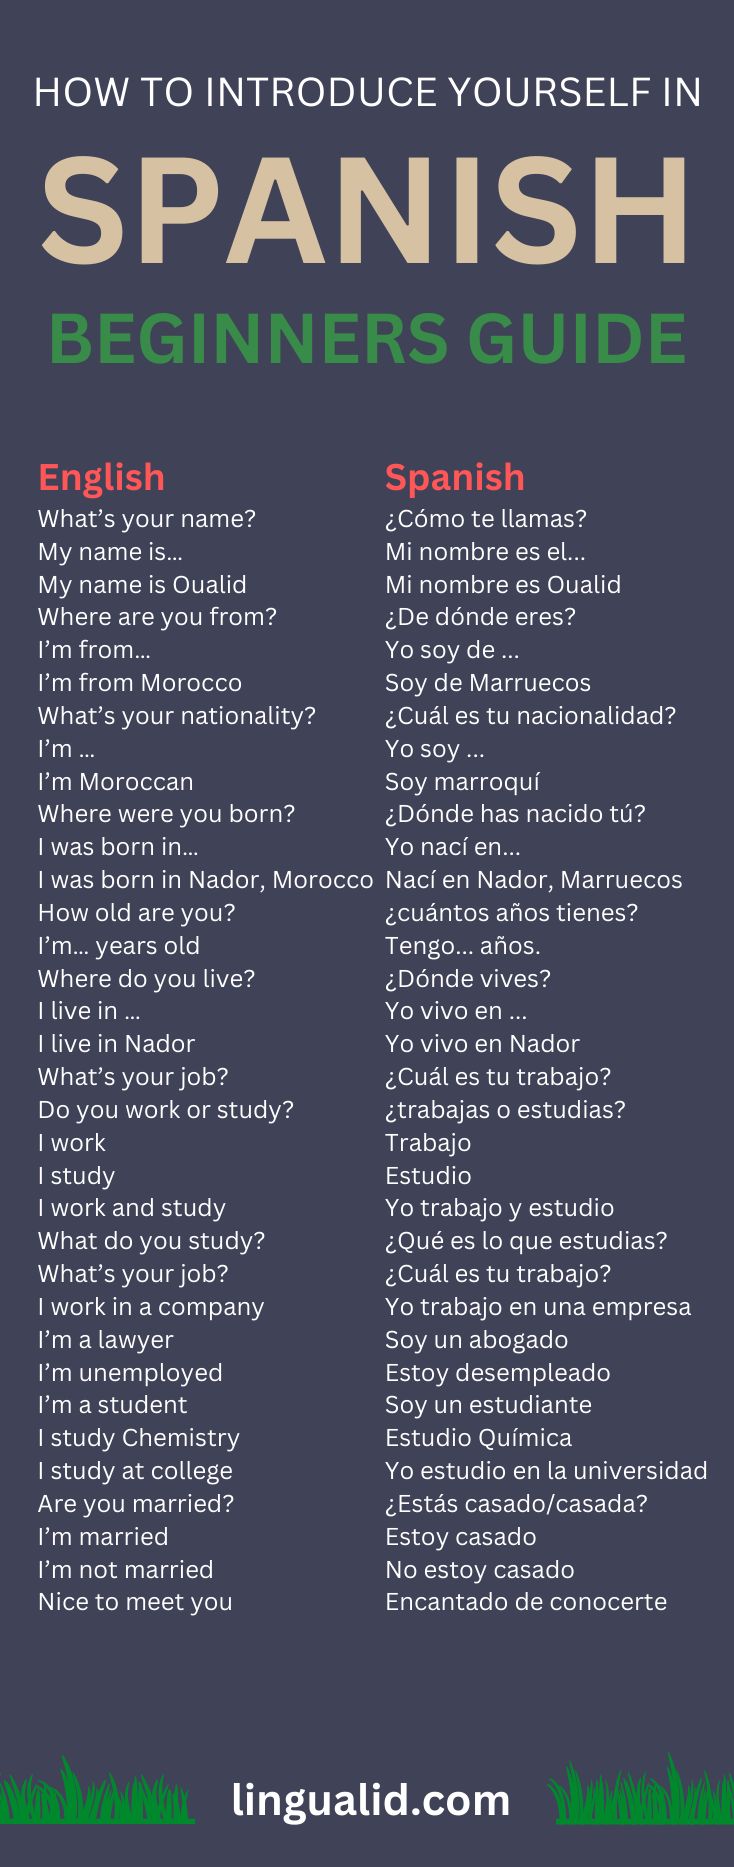 HOW TO INTRODUCE YOURSELF IN
SPANISH
BEGINNERS GUIDE
English Spanish
What’s your name? ¿Cómo te llamas?
My name is... Mi nombre es el...
My name is Oualid Mi nombre es Oualid
Where are you from? ¿De dónde eres?
I’m from... Yo soy de ...
I’m from Morocco Soy de Marruecos
What’s your nationality? ¿Cuál es tu nacionalidad?
I’m ... Yo soy ...
I’m Moroccan Soy marroquí
Where were you born? ¿Dónde has nacido tú?
I was born in... Yo nací en...
I was born in Nador, Morocco Nací en Nador, Marruecos
How old are you? ¿cuántos años tienes?
I’m... years old Tengo... años.
Where do you live? ¿Dónde vives?
I live in ... Yo vivo en ...
I live in Nador Yo vivo en Nador
What’s your job? ¿Cuál es tu trabajo?
Do you work or study? ¿trabajas o estudias?
I work Trabajo
I study Estudio
I work and study Yo trabajo y estudio
What do you study? ¿Qué es lo que estudias?
What’s your job? ¿Cuál es tu trabajo?
I work in a company Yo trabajo en una empresa
I’m a lawyer Soy un abogado
I’m unemployed Estoy desempleado
I’m a student Soy un estudiante
I study Chemistry Estudio Química
I study at college Yo estudio en la universidad
Are you married? ¿Estás casado/casada?
I’m married Estoy casado
I’m not married No estoy casado
Nice to meet you Encantado de conocerte
lingualid.com